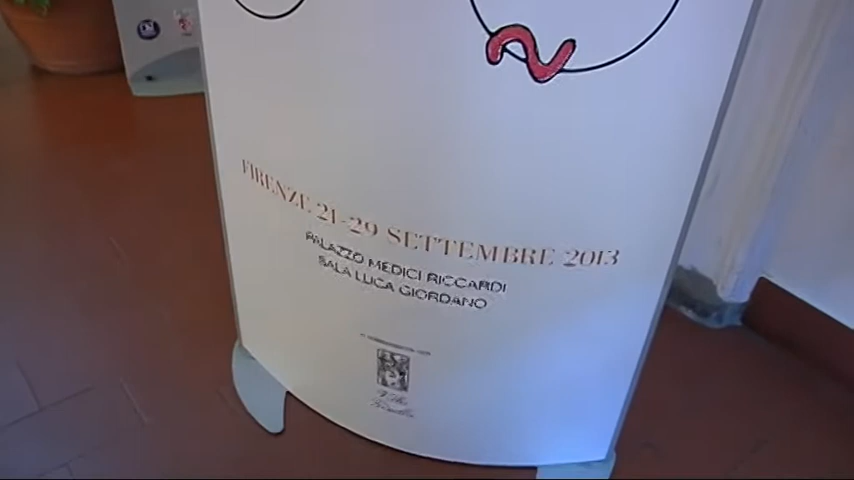 FIRENZE 21-29 SETTEMBRE 2013
PALAZZO MEDICI RICCARDI
SALA LUCA GIORDANO